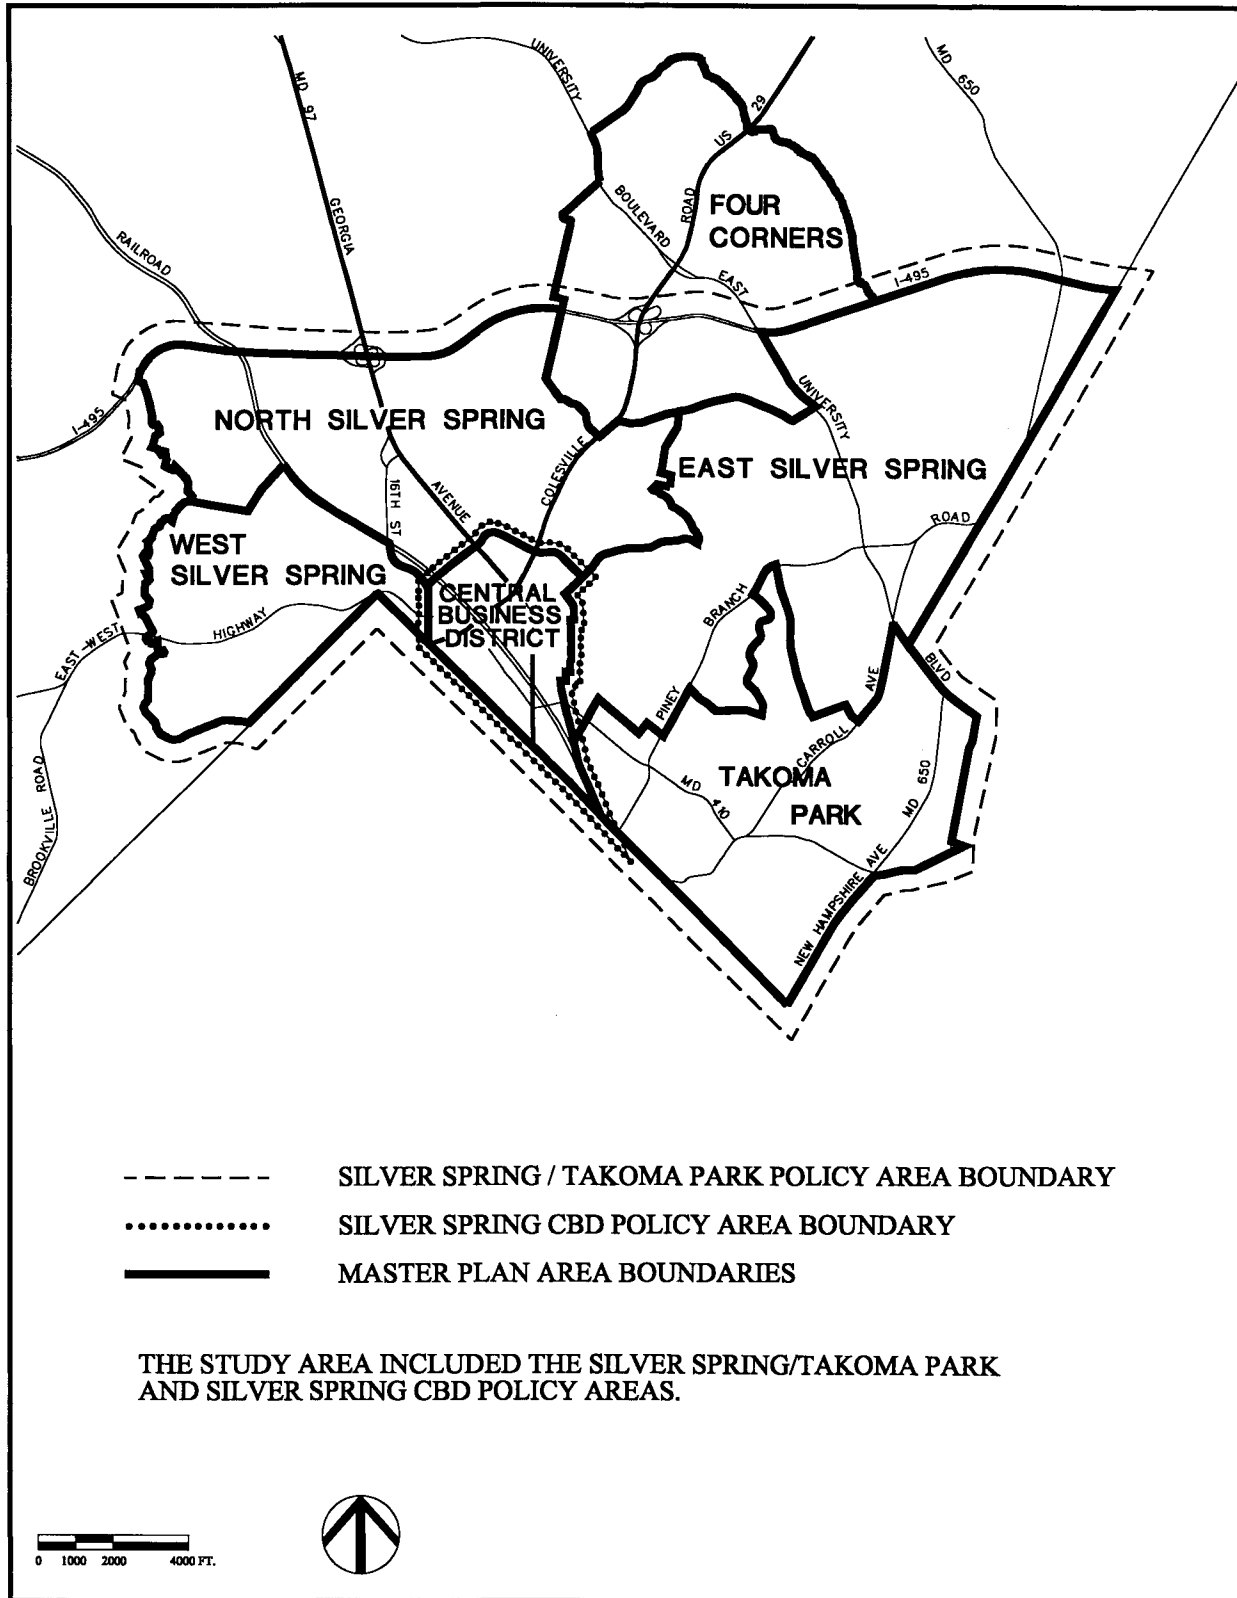 UNIVERSITY
MD 650
MD 97
US 29
GEORGIA
BOULEVARD
ROAD
FOUR
CORNERS
RAILROAD
EAST
I-495
I-495
NORTH SILVER SPRING
UNIVERSITY
COLESVILLE
EAST SILVER SPRING
16TH ST
AVENUE
ROAD
WEST
SILVER SPRING
CENTRAL
BUSINESS
DISTRICT
BRANCH
HIGHWAY
EAST-WEST
BLVD
AVE
PINEY
CARROLL
TAKOMA
PARK
MD 410
MD 650
BROOKVILLE ROAD
NEW HAMPSHIRE AVE
SILVER SPRING / TAKOMA PARK POLICY AREA BOUNDARY
SILVER SPRING CBD POLICY AREA BOUNDARY
MASTER PLAN AREA BOUNDARIES
THE STUDY AREA INCLUDED THE SILVER SPRING/TAKOMA PARK
AND SILVER SPRING CBD POLICY AREAS.
0 1000 2000 4000 FT.